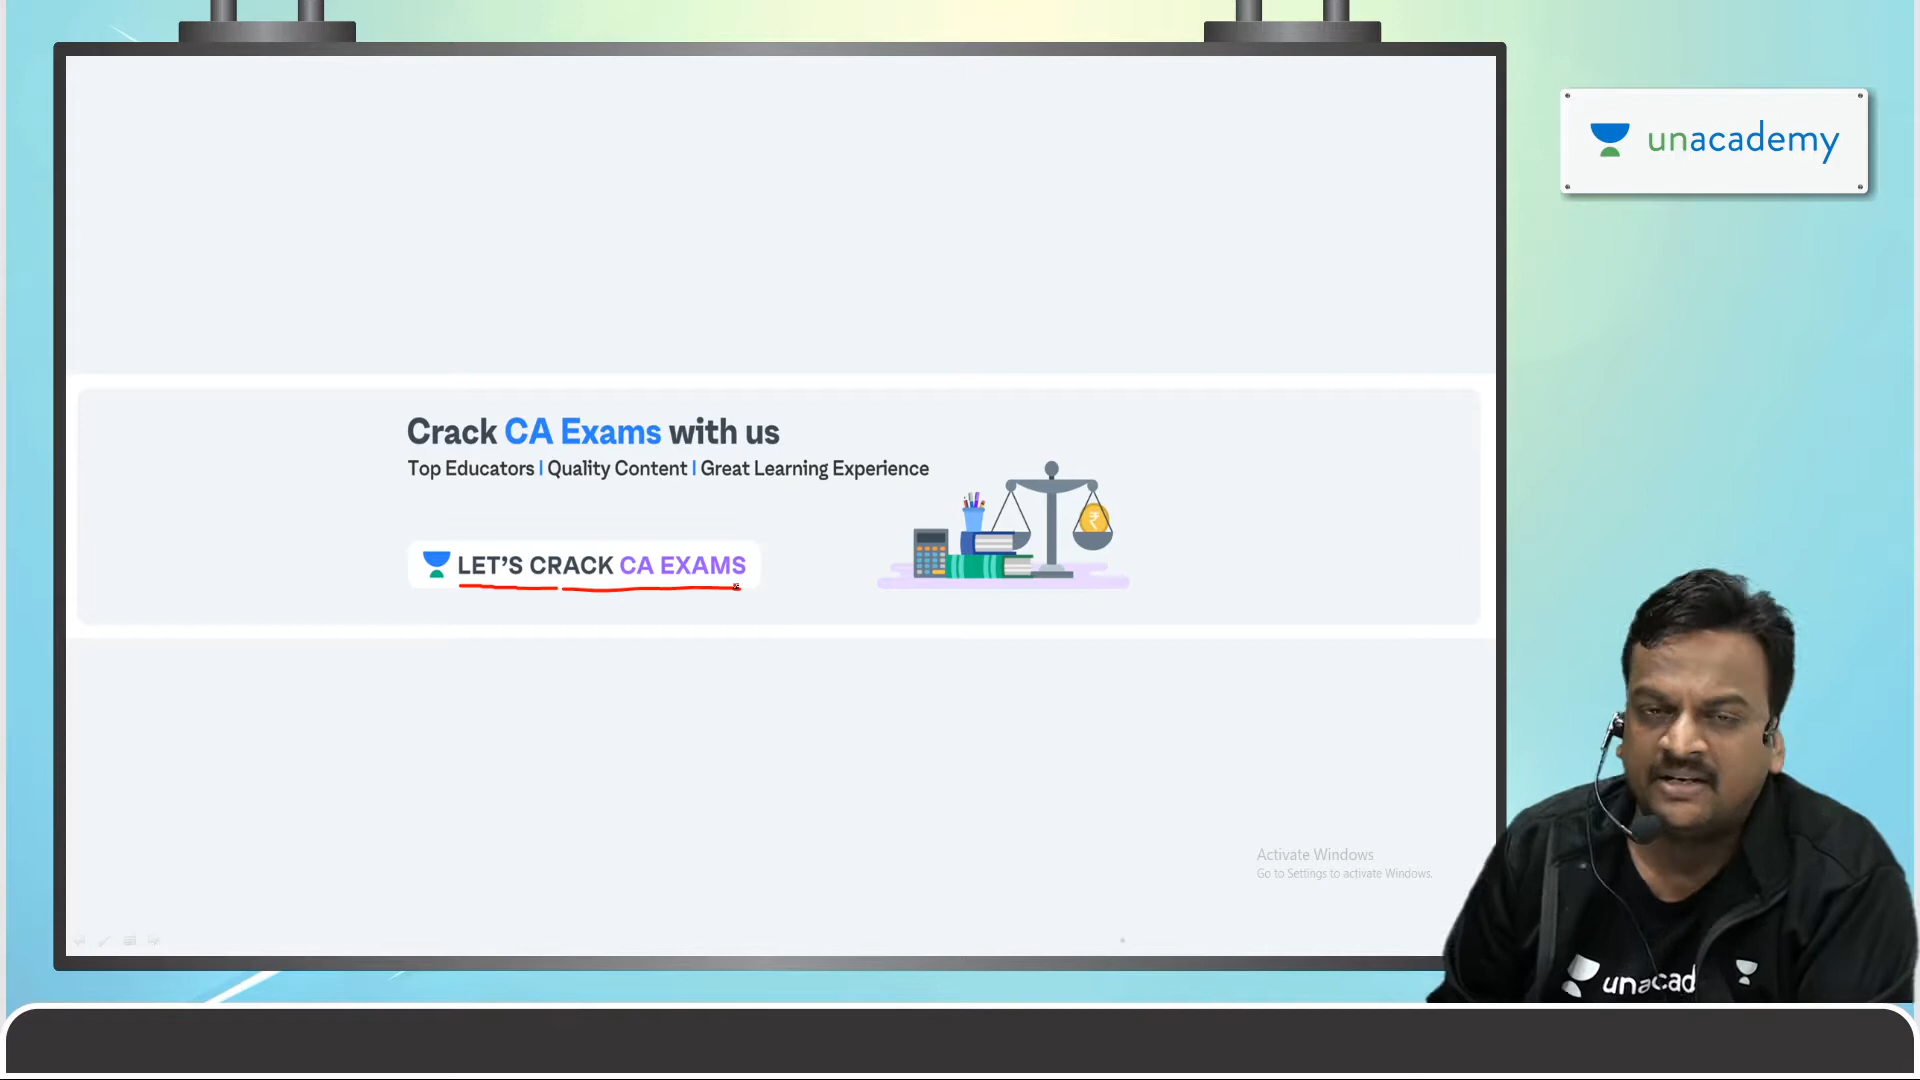 unacademy
Crack CA Exams with us
Top Educators | Quality Content | Great Learning Experience
₹
LET'S CRACK CA EXAMS
Activate Windows
Go to Settings to activate Windows.
unacad